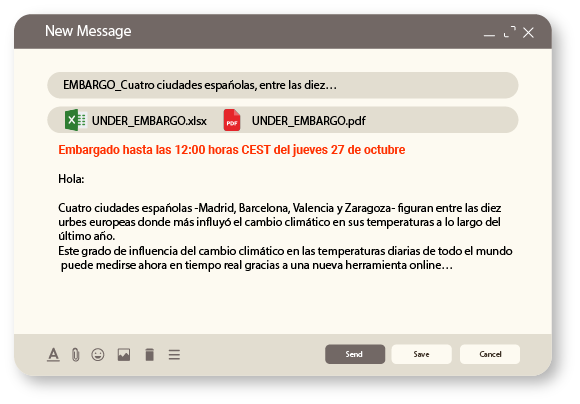 New Message
EMBARGO_Cuatro ciudades españolas, entre las diez…
UNDER_EMBARGO.xlsx PDF UNDER_EMBARGO.pdf
Embargado hasta las 12:00 horas CEST del jueves 27 de octubre
Hola:
Cuatro ciudades españolas -Madrid, Barcelona, Valencia y Zaragoza- figuran entre las diez
urbes europeas donde más influyó el cambio climático en sus temperaturas a lo largo del
último año.
Este grado de influencia del cambio climático en las temperaturas diarias de todo el mundo
puede medirse ahora en tiempo real gracias a una nueva herramienta online…
A Send Save Cancel